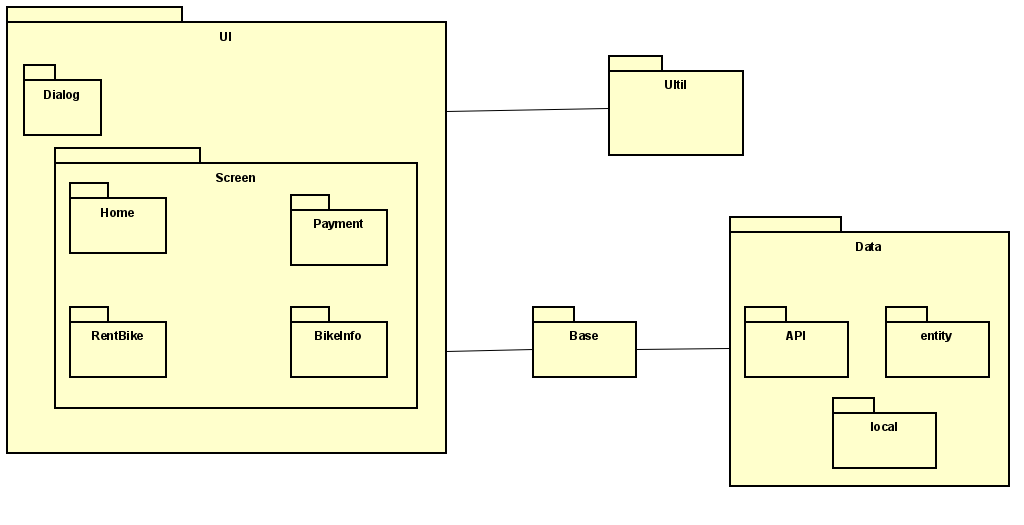 UI
Dialog
Screen
Home
Payment
RentBike
BikeInfo
Ultil
Base
Data
API
entity
local